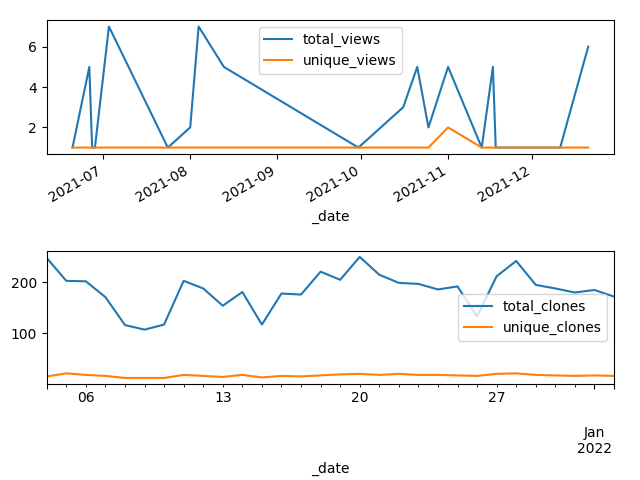 6
4
2
total_views
unique_views
2021-07
2021-08
2021-09
2021-10
2021-11
2021-12
_date
200
100
total_clones
unique_clones
06
13
20
27
Jan
2022
_date